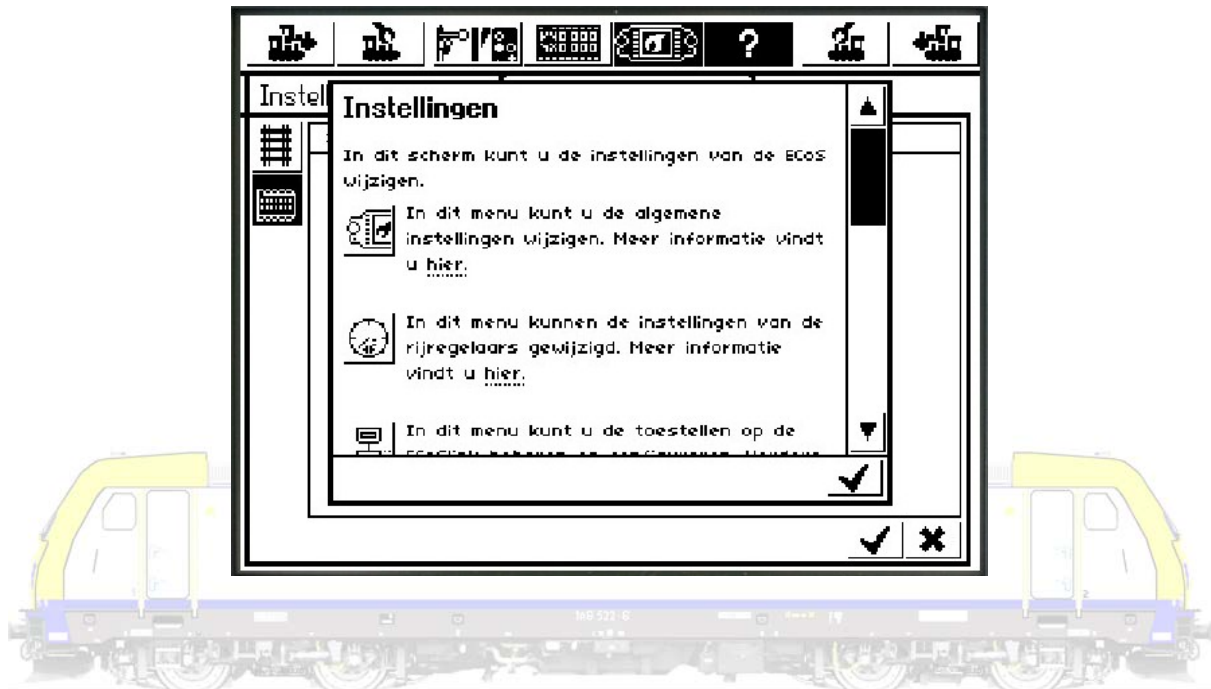 ?
Instell
Instellingen
In dit scherm kunt u de instellingen van de ECoS
wijzigen.
In dit menu kunt u de algemene
instellingen wijzigen. Meer informatie vindt
u hier.
In dit menu kunnen de instellingen van de
rijregelaars gewijzigd. Meer informatie
vindt u hier.
In dit menu kunt u de toestellen op de